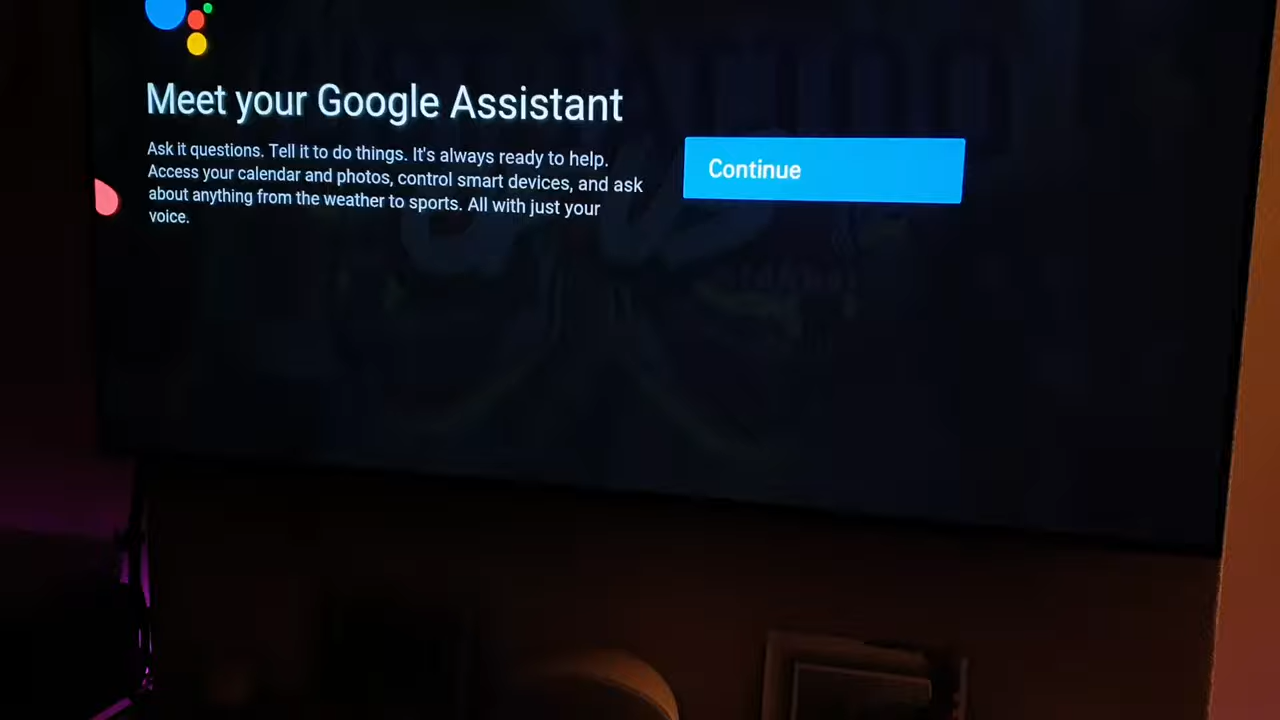 Meet your Google Assistant
Ask it questions. Tell it to do things. It's always ready to help.
Access your calendar and photos, control smart devices, and ask
about anything from the weather to sports. All with just your
voice.
Continue